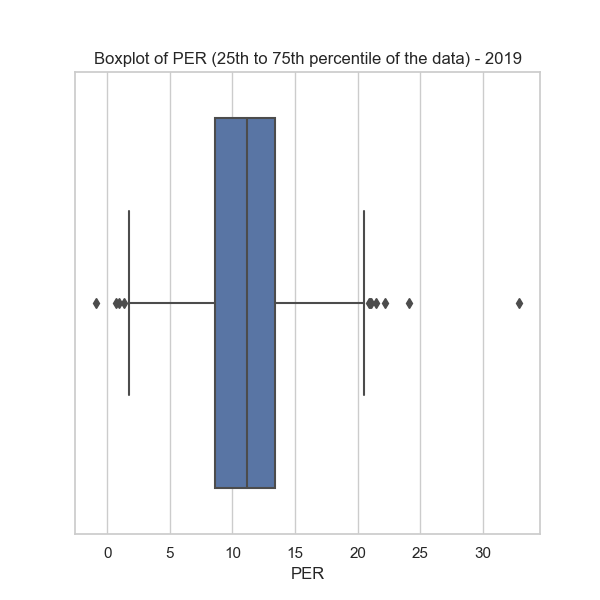 Boxplot of PER (25th to 75th percentile of the data) - 2019
0 5 10 15 20 25 30
PER